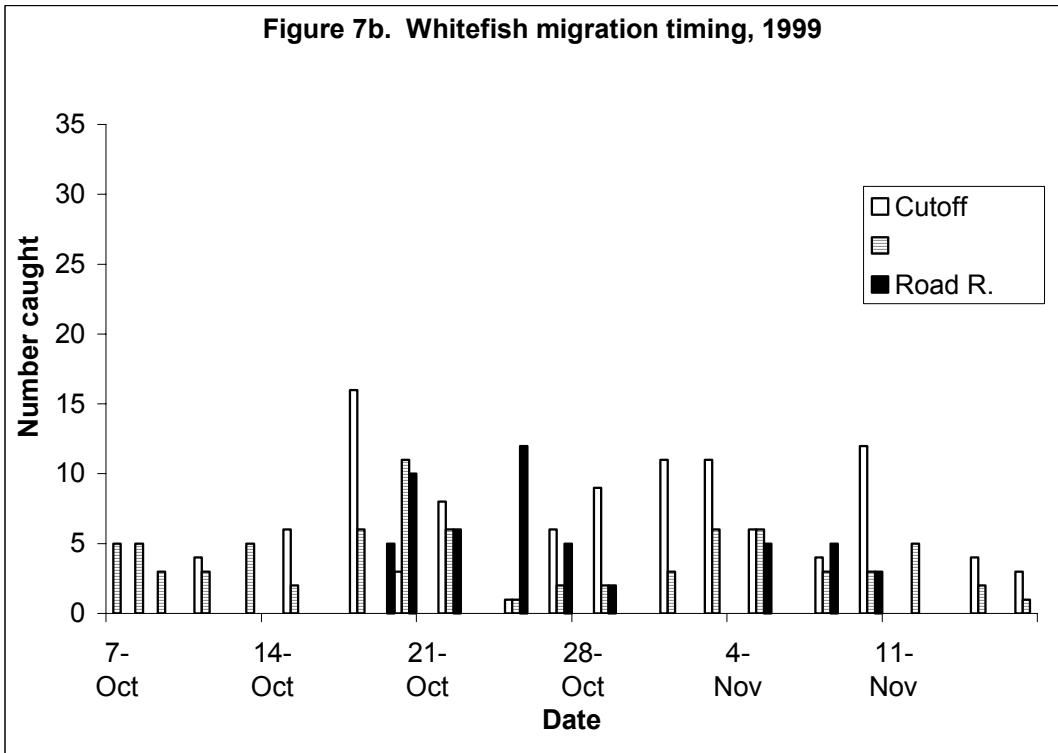 Figure 7b. Whitefish migration timing, 1999
35
30
25
20
15
10
5
0
Number caught
Cutoff
Road R.
7-
Oct
14-
Oct
21-
Oct
28-
Oct
4-
Nov
11-
Nov
Date